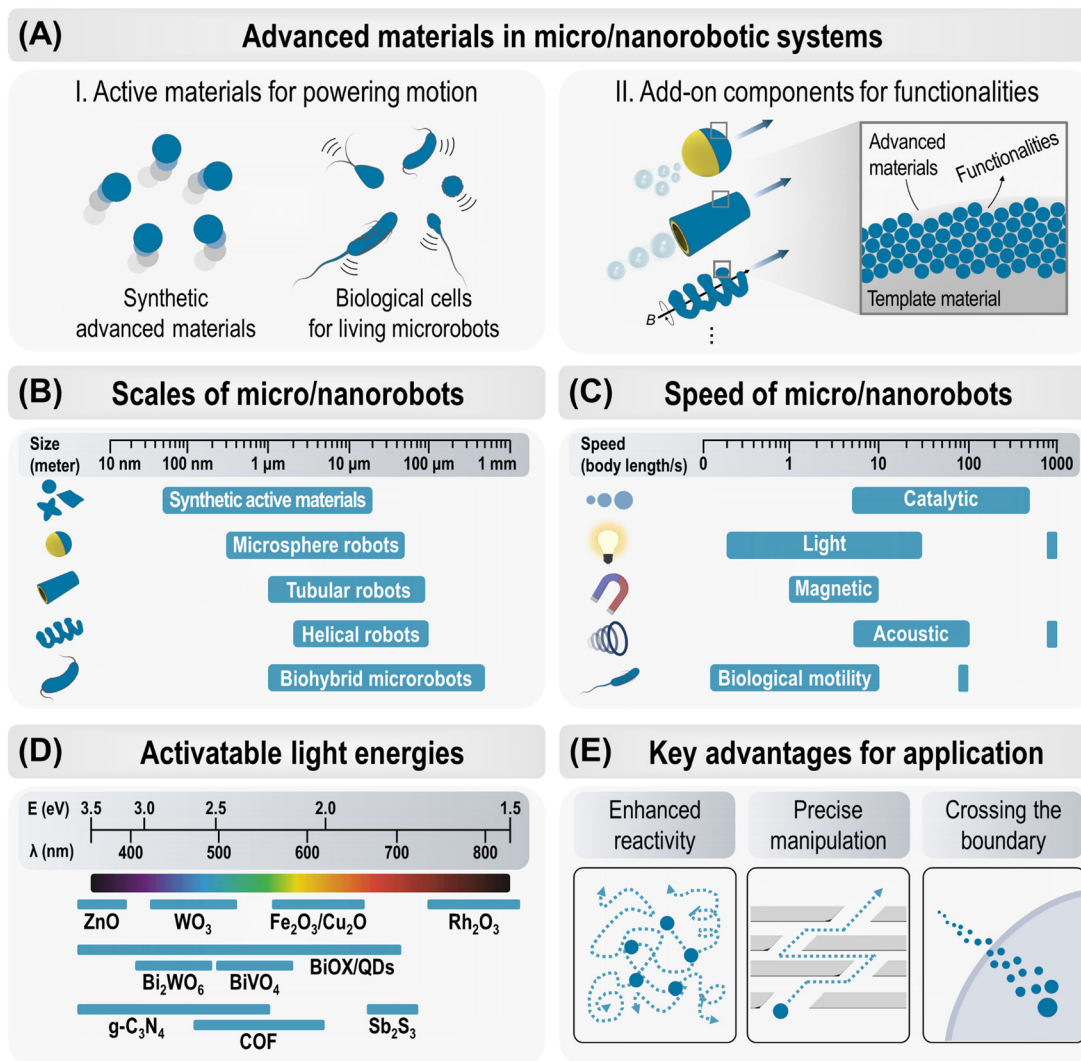 (A) Advanced materials in micro/nanorobotic systems
I. Active materials for powering motion
Synthetic
advanced materials
Biological cells
for living microrobots
II. Add-on components for functionalities
B
⋮
Advanced
materials
Functionalities
Template material
(B) Scales of micro/nanorobots
Size
(meter)
10 nm 100 nm 1 µm 10 µm 100 µm 1 mm
Synthetic active materials
Microsphere robots
Tubular robots
Helical robots
Biohybrid microrobots
(C) Speed of micro/nanorobots
Speed
(body length/s)
0 1 10 100 1000
Catalytic
Light
Magnetic
Acoustic
Biological motility
(D) Activatable light energies
E (eV) 3.5 3.0 2.5 2.0 1.5
λ (nm) 400 500 600 700 800
ZnO WO₃ Fe₂O₃/Cu₂O Rh₂O₃
BiOX/QDs
Bi₂WO₆ BiVO₄
g-C₃N₄ COF Sb₂S₃
(E) Key advantages for application
Enhanced
reactivity
Precise
manipulation
Crossing the
boundary